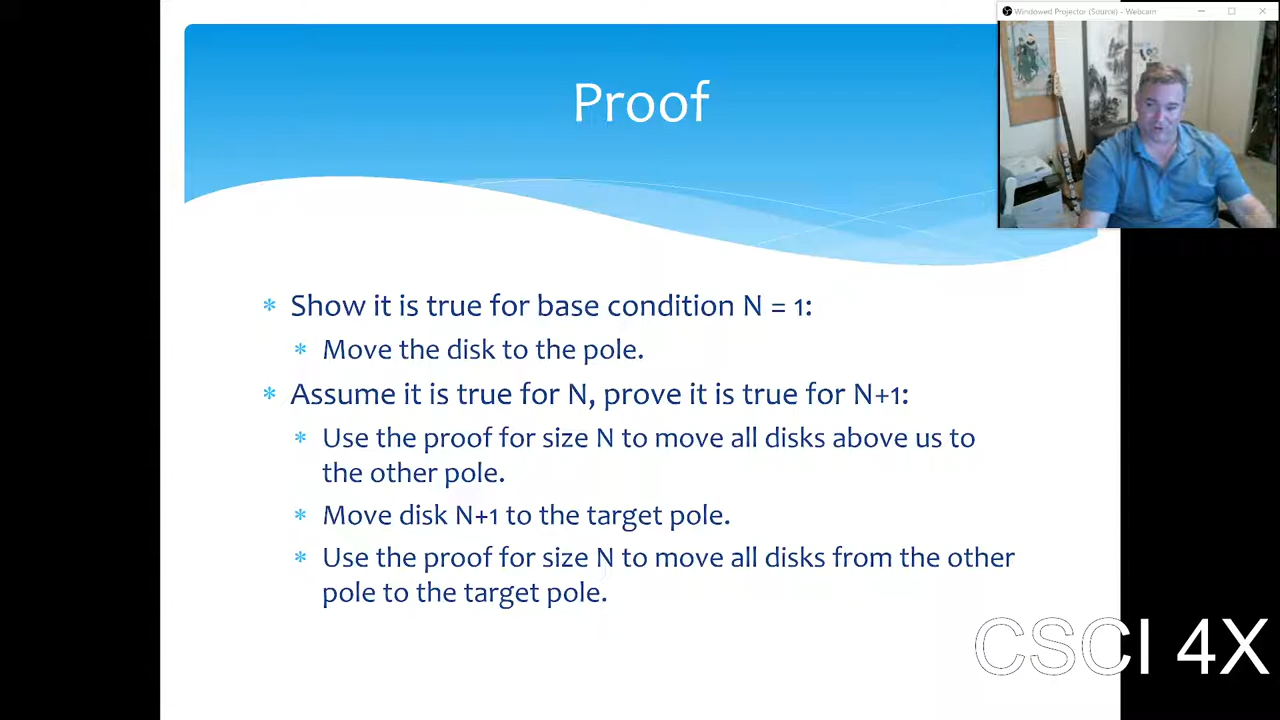 Windowed Projector (Source) - Webcam
Proof
* Show it is true for base condition N = 1:
* Move the disk to the pole.
* Assume it is true for N, prove it is true for N+1:
* Use the proof for size N to move all disks above us to
the other pole.
* Move disk N+1 to the target pole.
* Use the proof for size N to move all disks from the other
pole to the target pole.
CSCI 4X